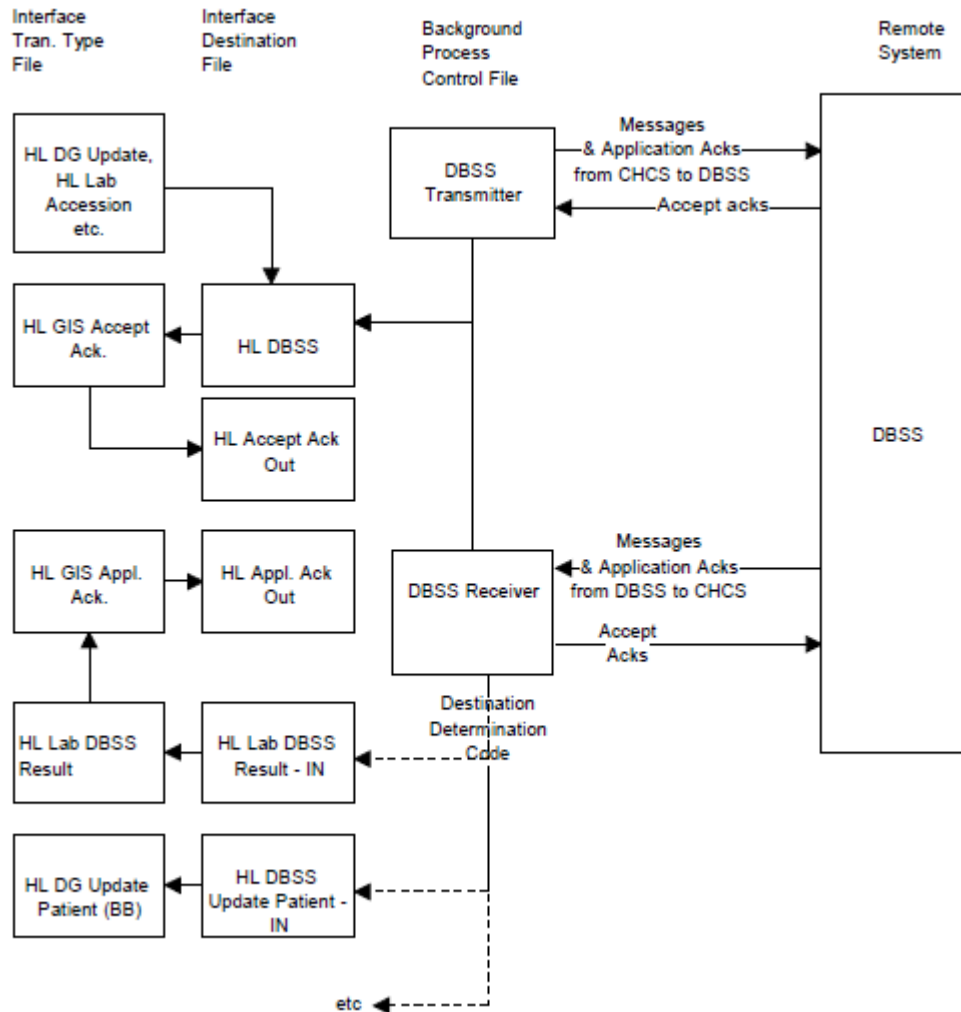 Interface
Tran. Type
File
Interface
Destination
File
Background
Process
Control File
Remote
System
HL DG Update,
HL Lab
Accession
etc.
DBSS
Transmitter
Messages
& Application Acks
from CHCS to DBSS
Accept acks
HL GIS Accept
Ack.
HL DBSS
HL Accept Ack
Out
DBSS
HL GIS Appl.
Ack.
HL Appl. Ack
Out
DBSS Receiver
Messages
& Application Acks
from DBSS to CHCS
Accept
Acks
Destination
Determination
Code
HL Lab DBSS
Result
HL Lab DBSS
Result - IN
HL DG Update
Patient (BB)
HL DBSS
Update Patient -
IN
etc